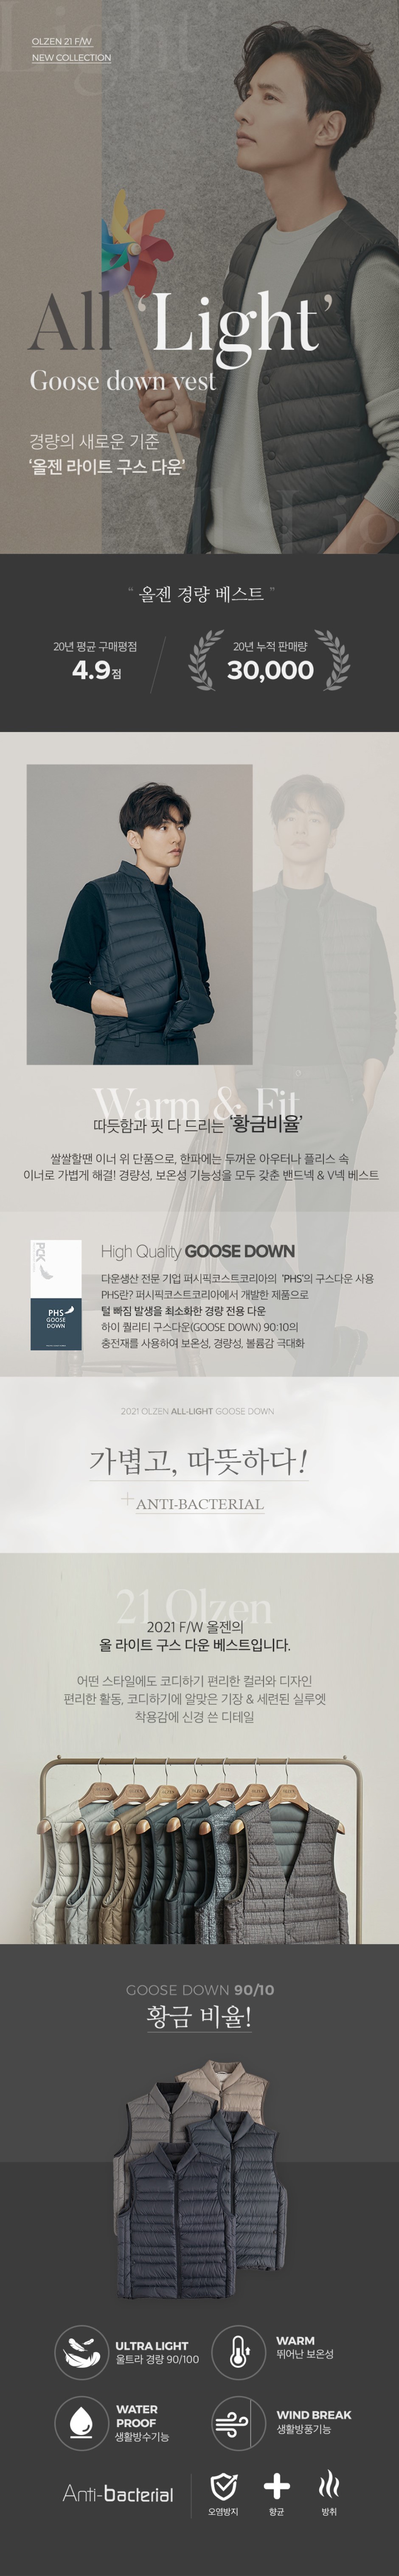 OLZEN 21 F/W
NEW COLLECTION
All 'Light'
Goose down vest
경량의 새로운 기준
'올젠 라이트 구스 다운'
" 올젠 경량 베스트 "
20년 평균 구매평점
4.9점
20년 누적 판매량
30,000
Warm & Fit
따듯함과 핏 다 드리는 '황금비율'
쌀쌀할땐 이너 위 단품으로, 한파에는 두꺼운 아우터나 플리스 속
이너로 가볍게 해결! 경량성, 보온성 기능성을 모두 갖춘 밴드넥 & V넥 베스트
PCK
PHS
GOOSE
DOWN
High Quality GOOSE DOWN
다운생산 전문 기업 퍼시픽코스트코리아의 'PHS'의 구스다운 사용
PHS란? 퍼시픽코스트코리아에서 개발한 제품으로
털 빠짐 발생을 최소화한 경량 전용 다운
하이 퀄리티 구스다운(GOOSE DOWN) 90:10의
충전재를 사용하여 보온성, 경량성, 볼륨감 극대화
2021 OLZEN ALL-LIGHT GOOSE DOWN
가볍고, 따뜻하다!
+ANTI-BACTERIAL
21 Olzen
2021 F/W 올젠의
올 라이트 구스 다운 베스트입니다.
어떤 스타일에도 코디하기 편리한 컬러와 디자인
편리한 활동, 코디하기에 알맞은 기장 & 세련된 실루엣
착용감에 신경 쓴 디테일
GOOSE DOWN 90/10
황금 비율!
ULTRA LIGHT
울트라 경량 90/100
WARM
뛰어난 보온성
WATER
PROOF
생활방수기능
WIND BREAK
생활방풍기능
Anti-bacterial
오염방지
향균
방취